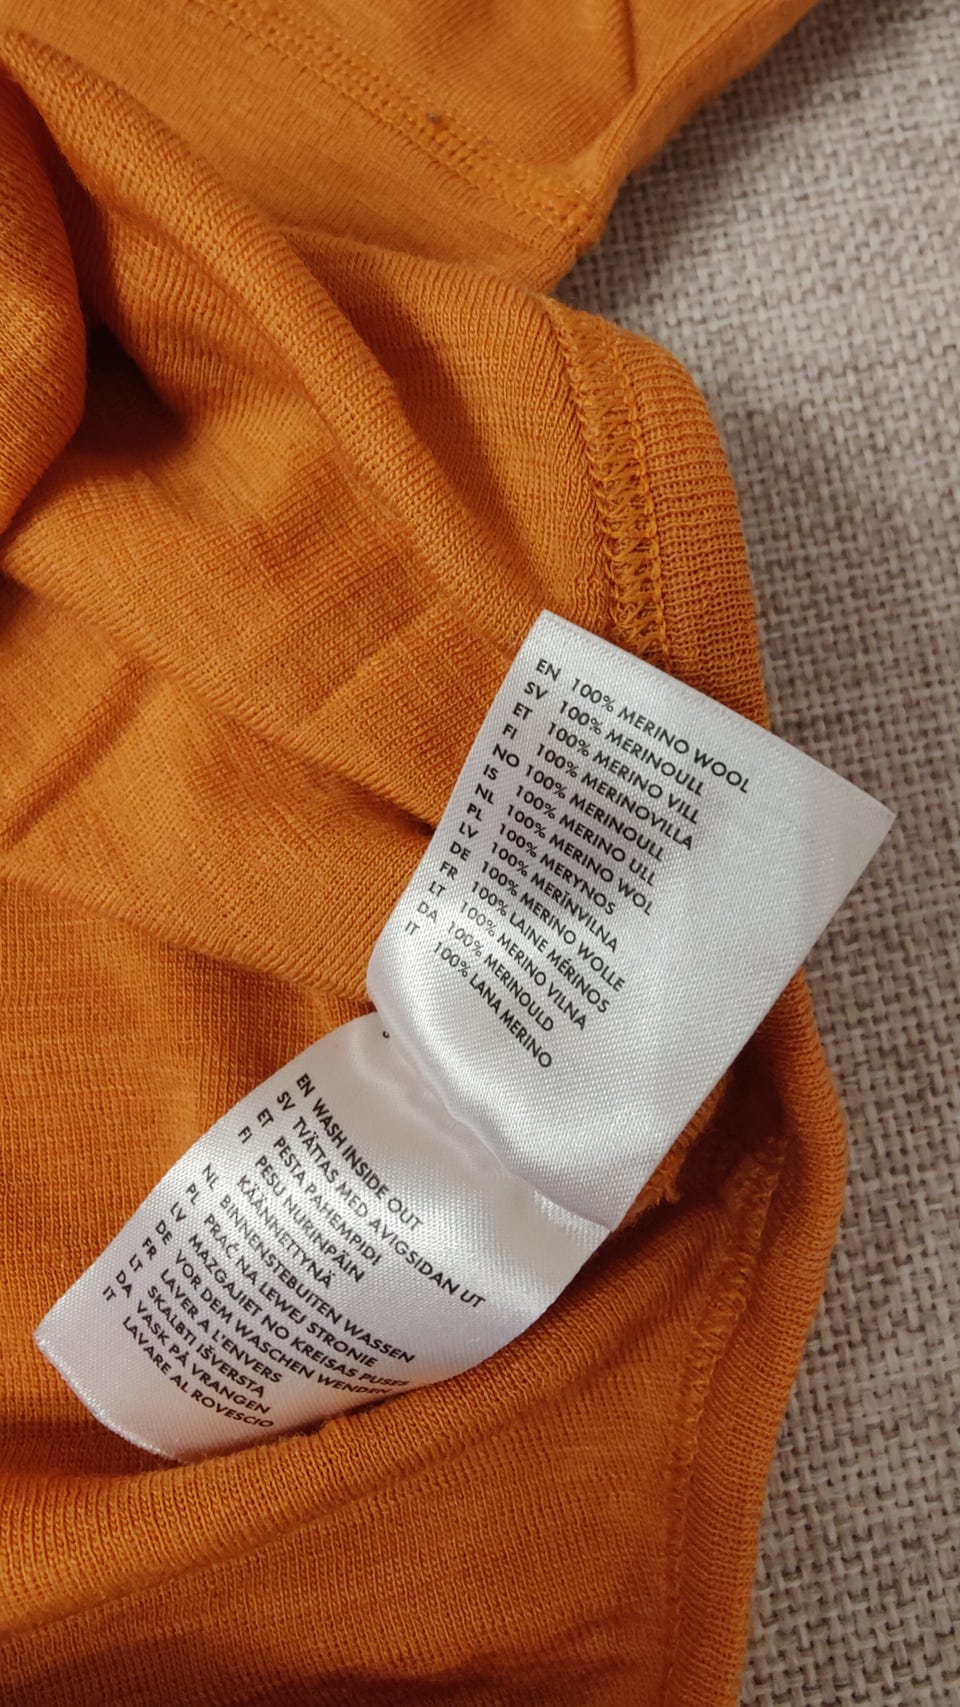 EN 100% MERINO WOOL
SV 100% MERINOULL
ET 100% MERINO VILL
FI 100% MERINOVILLA
NO 100% MERINOULL
IS 100% MERINO ULL
NL 100% MERINO WOL
PL 100% MERYNOS
LV 100% MERĪNVILNA
DE 100% MERINO WOLLE
FR 100% LAINE MÉRINOS
LT 100% MERINO VILNA
DA 100% MERINOULD
IT 100% LANA MERINO
EN WASH INSIDE OUT
SV TVÄTTAS MED AVIGSIDAN UT
ET PESTA PAHEMPIDI
FI PESU NURINPÄIN
KÄÄNNETTYNÄ
NL BINNENSTEBUITEN WASSEN
PL PRAĆ NA LEWEJ STRONIE
LV MAZGAJIET NO KREISAS PUSES
DE VOR DEM WASCHEN WENDEN
FR LAVER A L'ENVERS
LT SKALBTI IŠVERSTA
DA VASK PÅ VRANGEN
IT LAVARE AL ROVESCIO